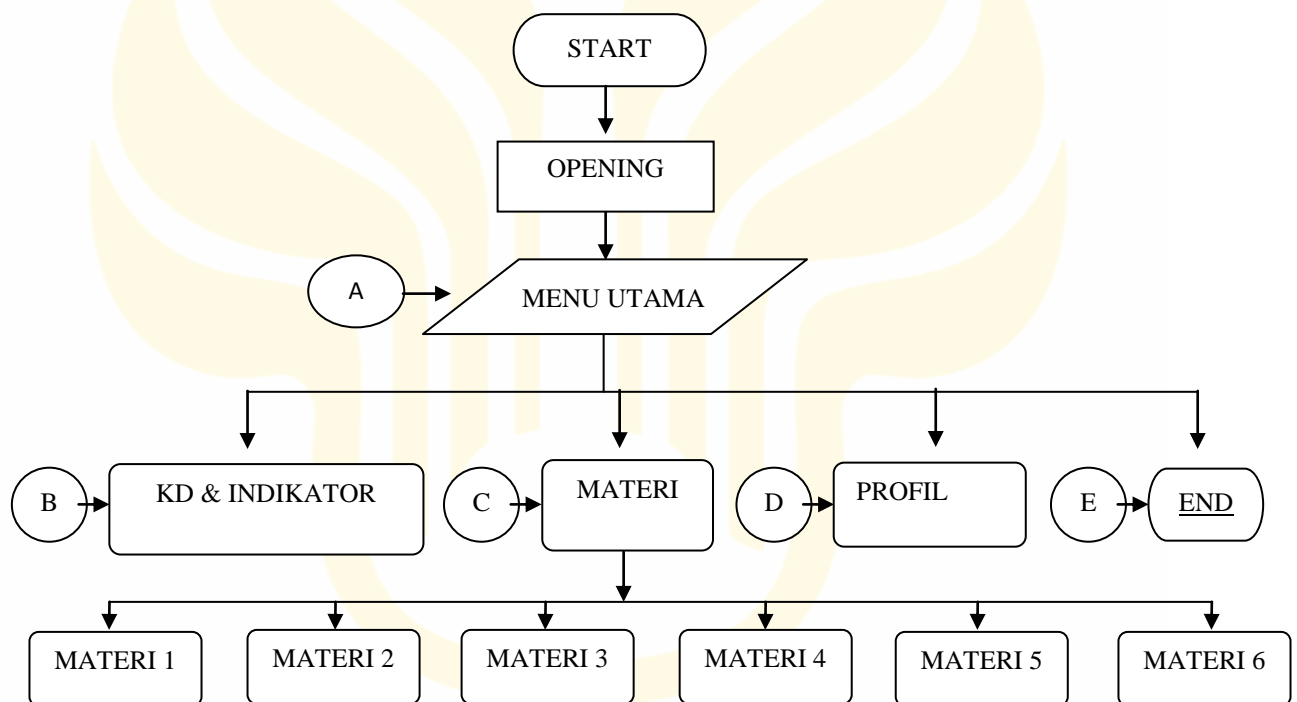 START
OPENING
A
MENU UTAMA
B
KD & INDIKATOR
C
MATERI
D
PROFIL
E
END
MATERI 1
MATERI 2
MATERI 3
MATERI 4
MATERI 5
MATERI 6